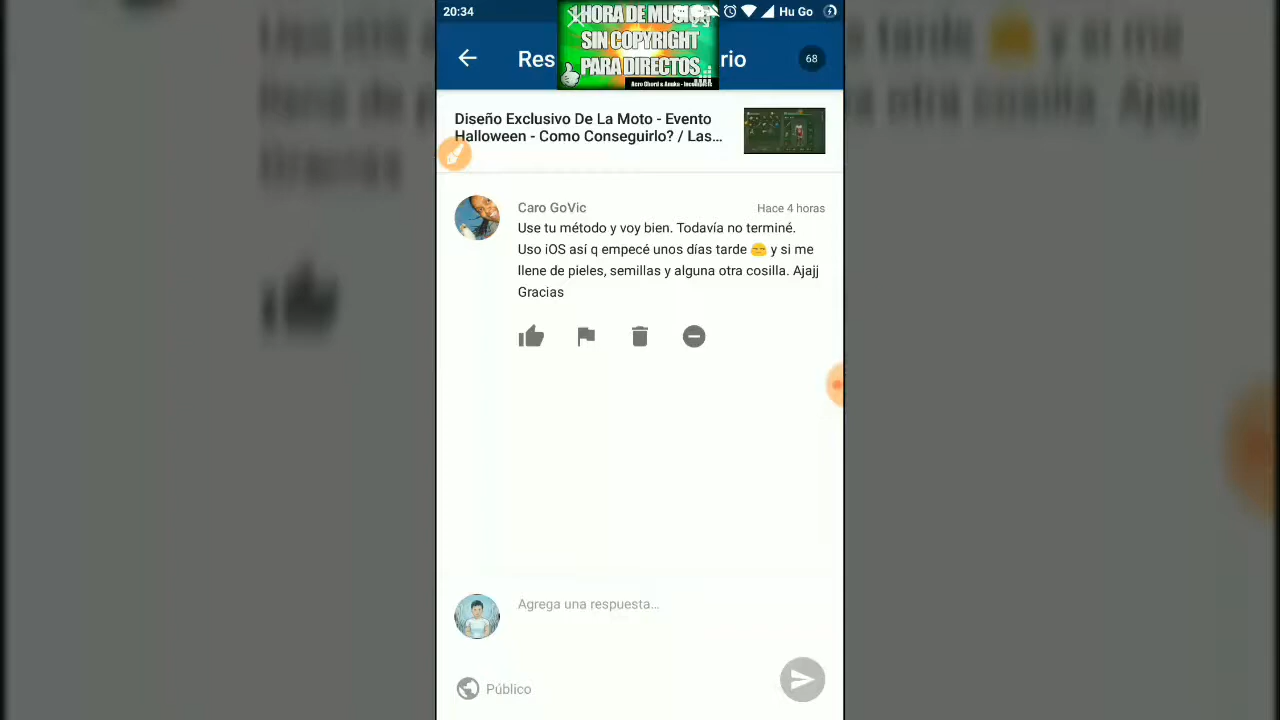 20:34
Hu Go
1 HORA DE MUSIC
SIN COPYRIGHT
PARA DIRECTOS
Res
rio
68
Diseño Exclusivo De La Moto - Evento
Halloween - Como Conseguirlo? / Las...
Caro GoVic
Hace 4 horas
Use tu método y voy bien. Todavía no terminé.
Uso iOS así q empecé unos días tarde 😔 y si me
llene de pieles, semillas y alguna otra cosilla. Ajajj
Gracias
Agrega una respuesta...
Público